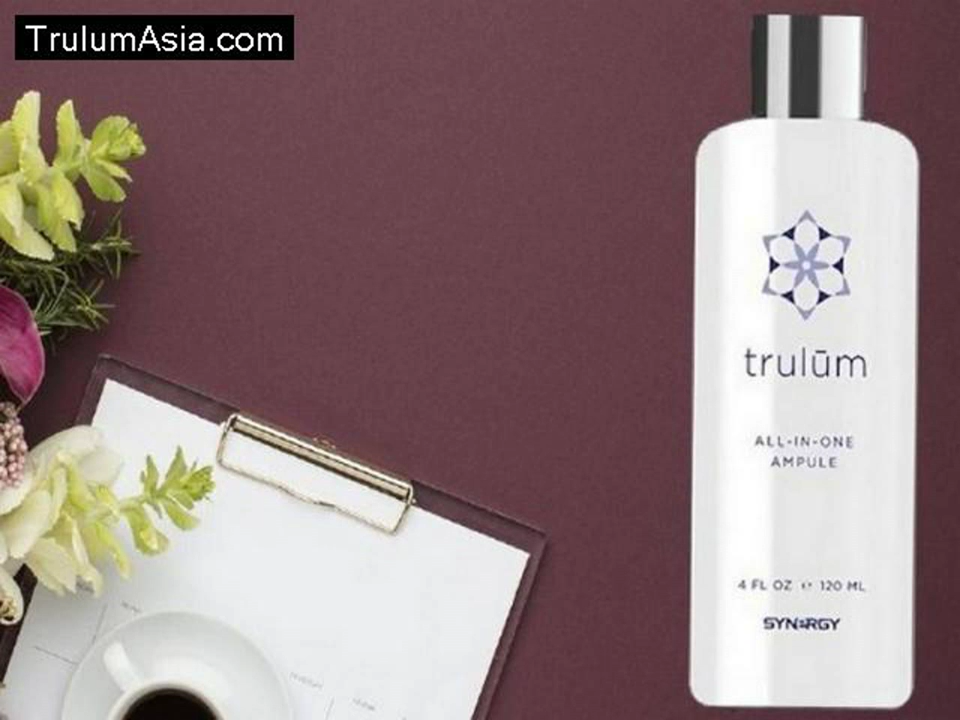 TrulumAsia.com
trulūm
ALL-IN-ONE
AMPULE
4 FL OZ ℮ 120 ML
SYNERGY